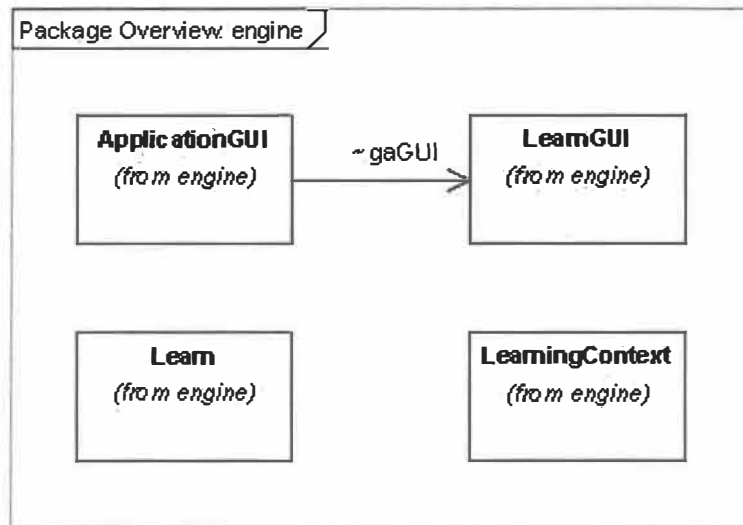 Package Overview: engine
ApplicationGUI
(from engine)
~gaGUI
LearnGUI
(from engine)
Learn
(from engine)
LearningContext
(from engine)